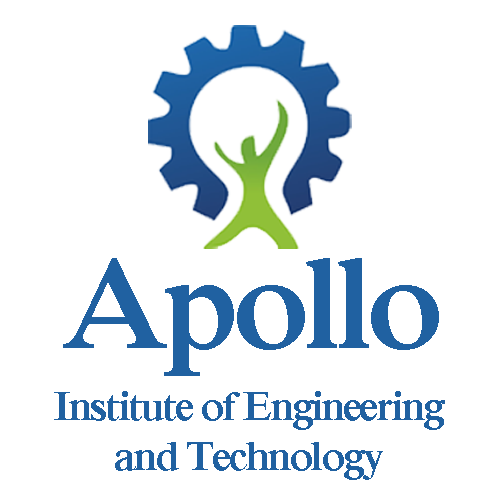 Apollo
Institute of Engineering
and Technology